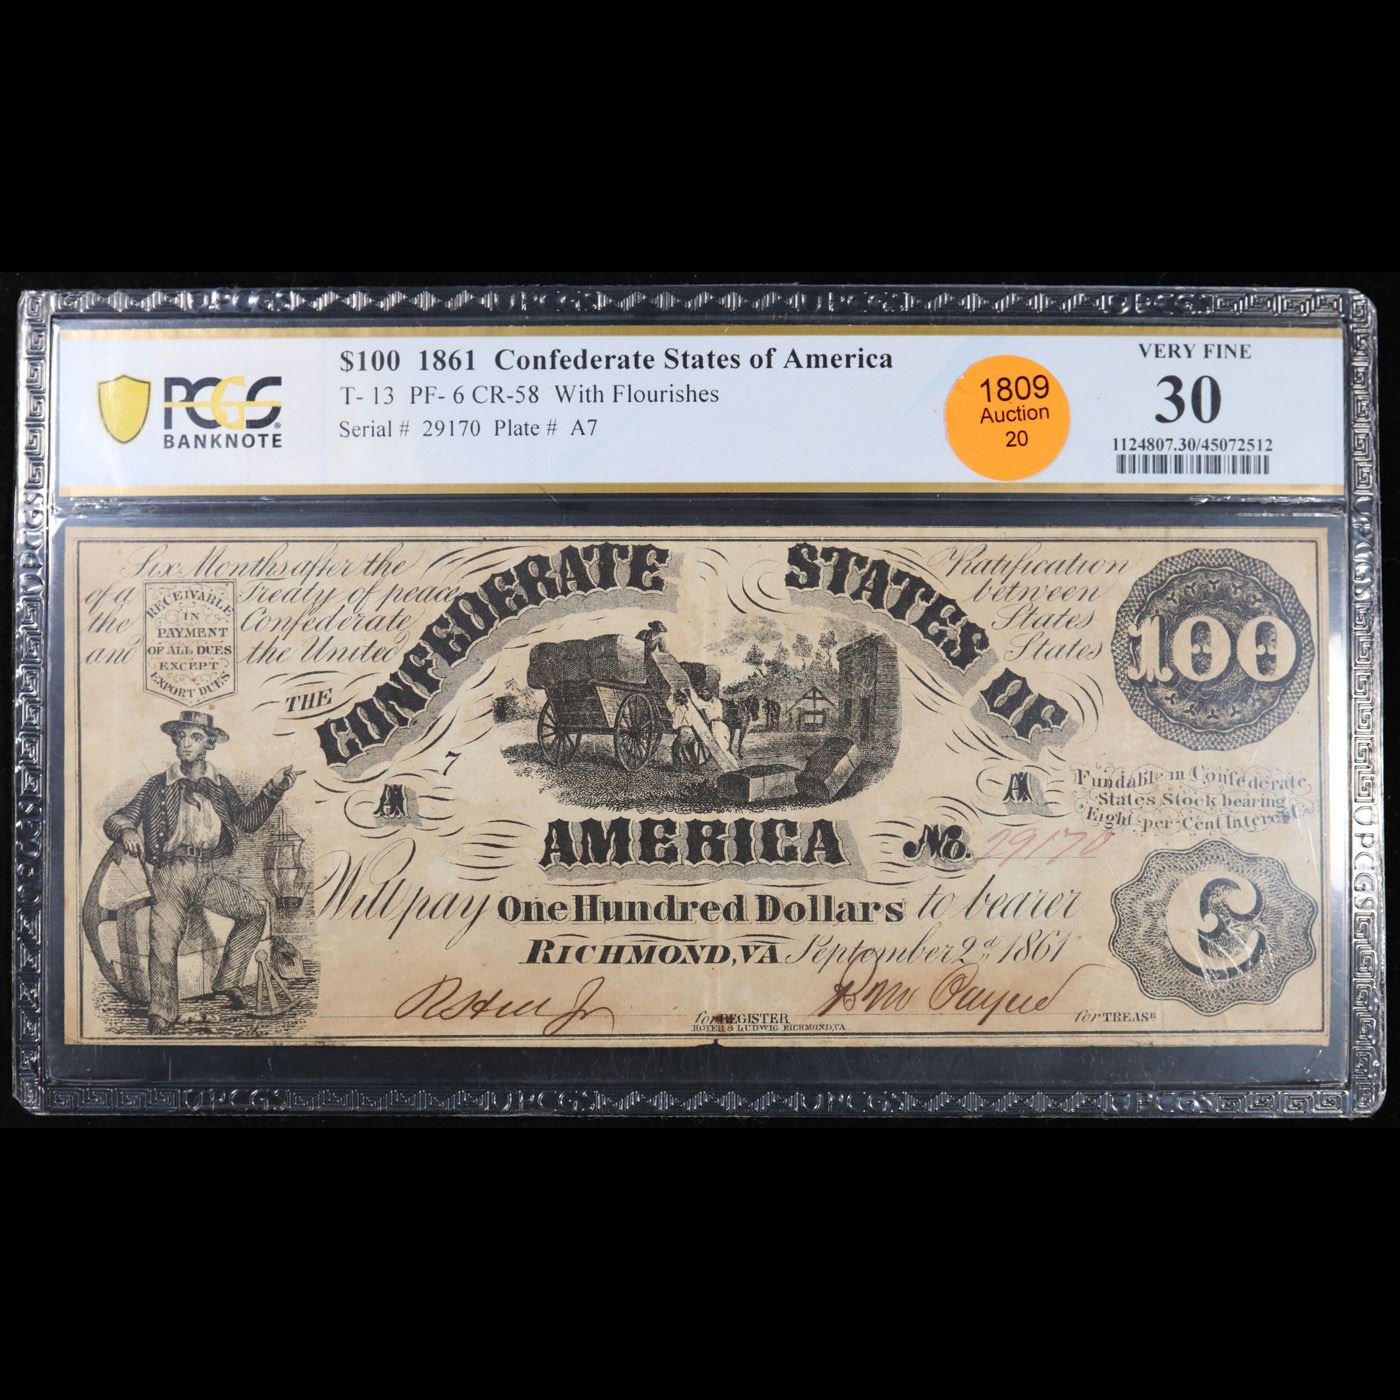 $100 1861 Confederate States of America
T- 13 PF- 6 CR-58 With Flourishes
Serial # 29170 Plate # A7
PCGS
BANKNOTE
1809
Auction
20
VERY FINE
30
1124807.30/45072512
Six Months after the Ratification
of a Treaty of peace between
the Confederate States
and the United States
RECEIVABLE
IN
PAYMENT
OF ALL DUES
EXCEPT
EXPORT DUES
THE CONFEDERATE STATES OF
AMERICA
100
7
A
A
Fundable in Confederate
States Stock bearing
Eight per Cent Interest.
No. 29170
Will pay One Hundred Dollars to bearer
RICHMOND, VA September 2d, 1861
C
for REGISTER
for TREASR
HOYER & LUDWIG RICHMOND, VA